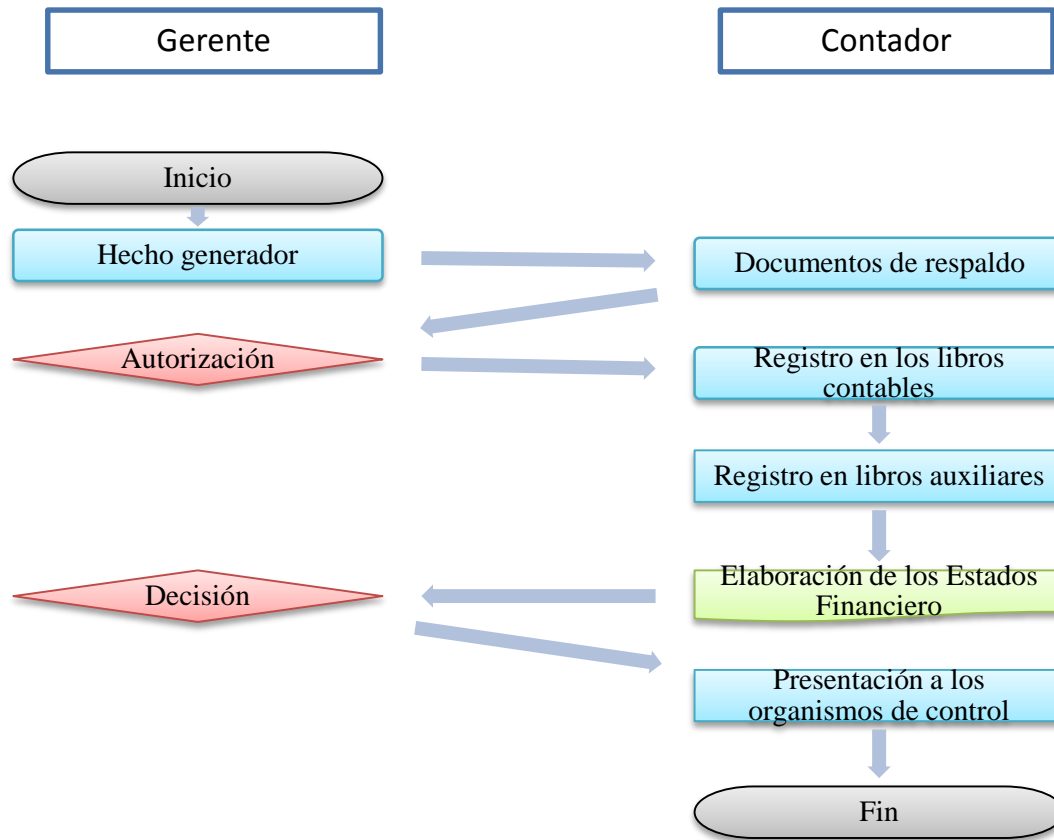 Gerente
Contador
Inicio
Hecho generador
Documentos de respaldo
Autorización
Registro en los libros
contables
Registro en libros auxiliares
Decisión
Elaboración de los Estados
Financiero
Presentación a los
organismos de control
Fin